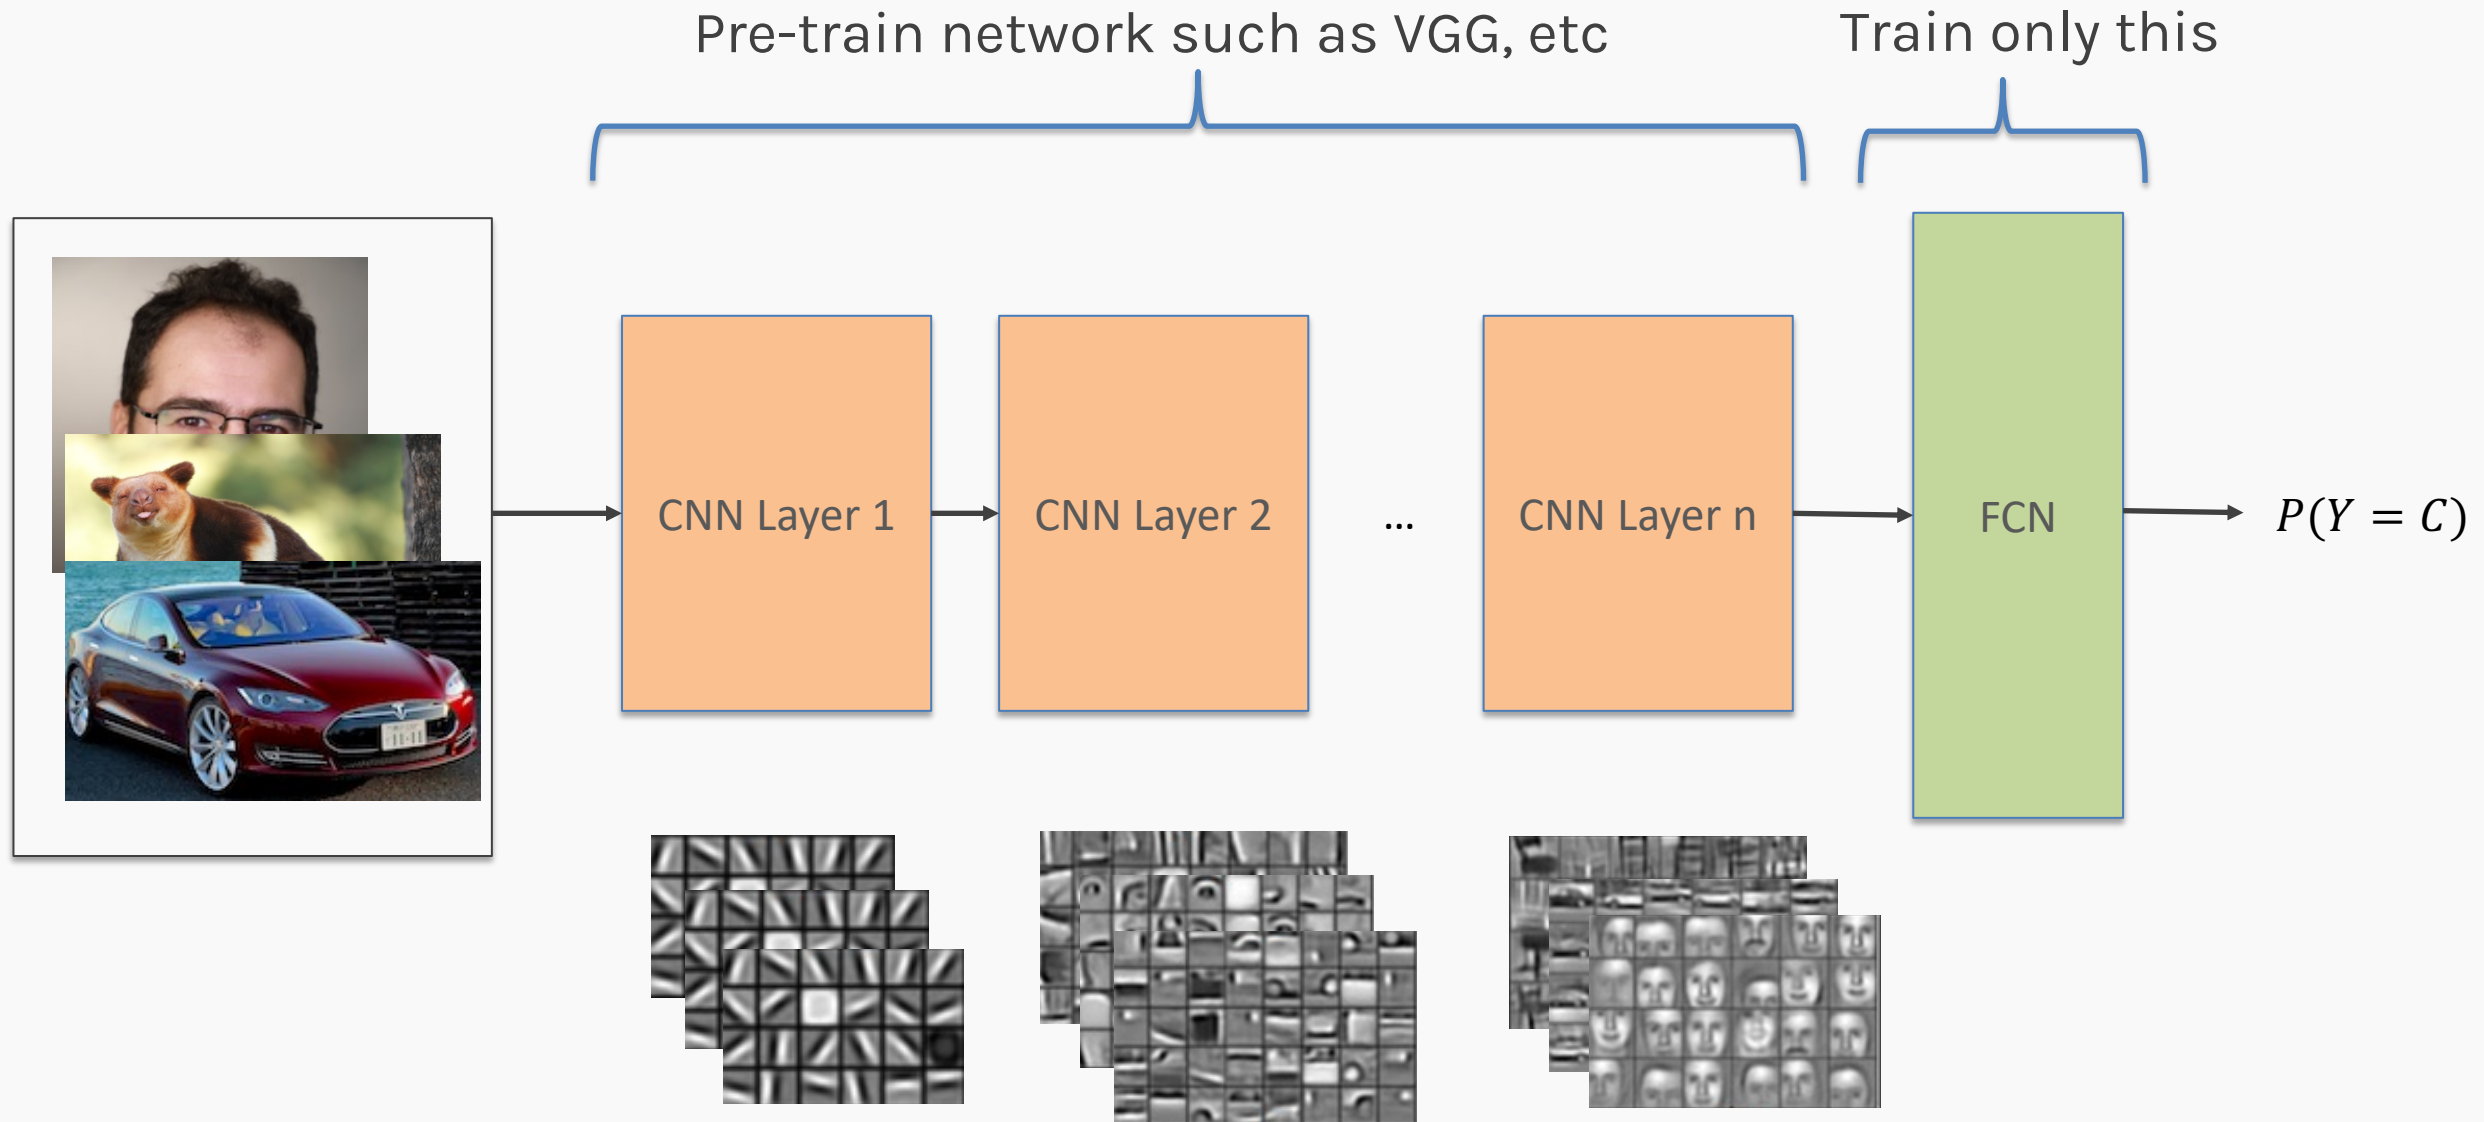 Pre-train network such as VGG, etc
Train only this
CNN Layer 1
CNN Layer 2
...
CNN Layer n
FCN
P(Y = C)